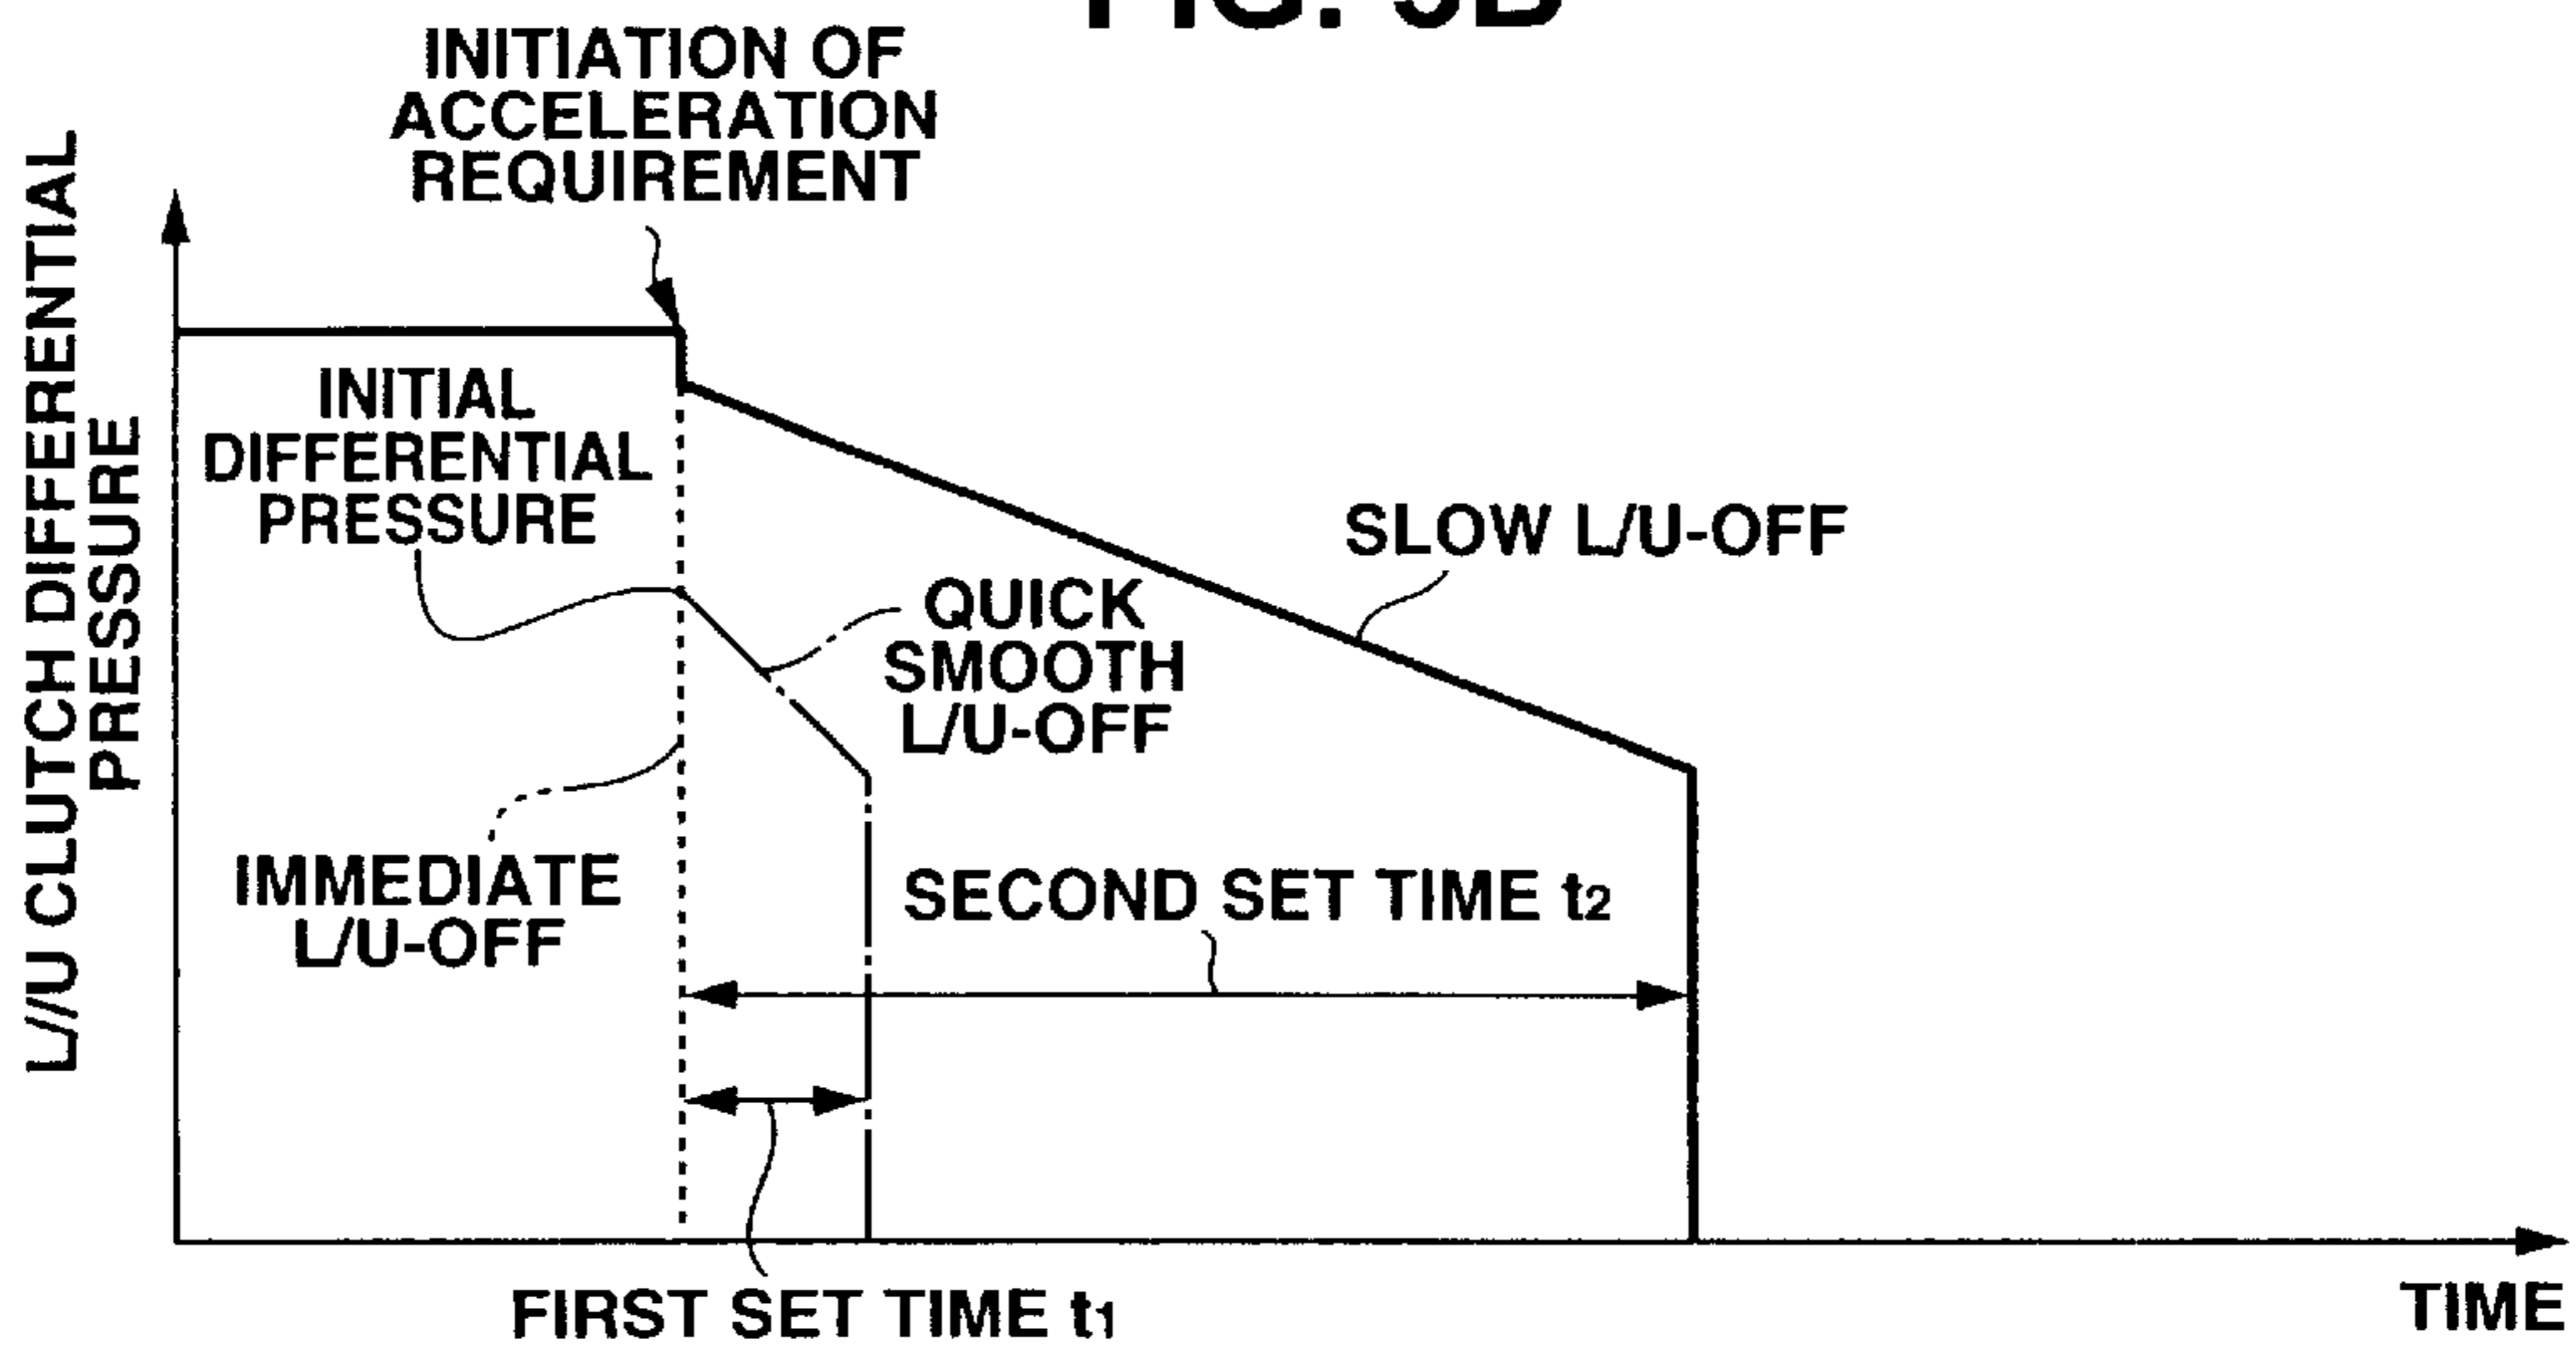 INITIATION OF
ACCELERATION
REQUIREMENT
L//U CLUTCH DIFFERENTIAL
PRESSURE
INITIAL
DIFFERENTIAL
PRESSURE
SLOW L/U-OFF
QUICK
SMOOTH
L/U-OFF
IMMEDIATE
L/U-OFF
SECOND SET TIME t2
FIRST SET TIME t1
TIME